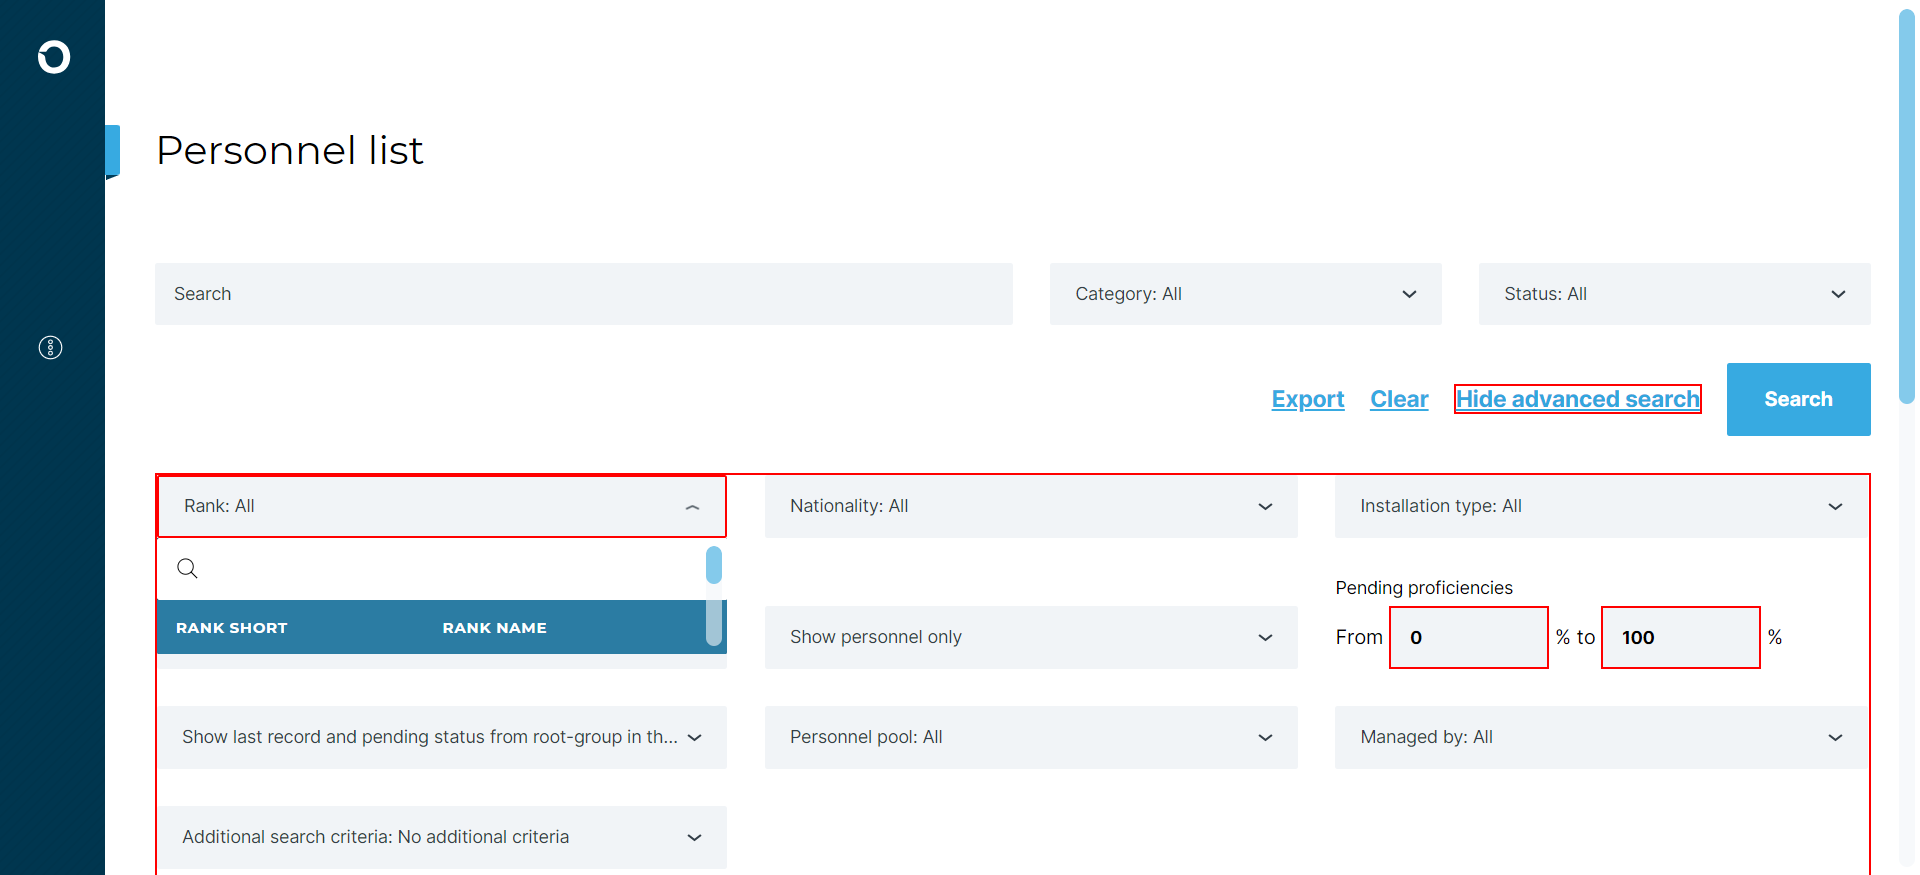 Personnel list
Search
Category: All
Status: All
Export
Clear
Hide advanced search
Search
Rank: All
Nationality: All
Installation type: All
RANK SHORT
RANK NAME
Show personnel only
Pending proficiencies
From 0 % to 100 %
Show last record and pending status from root-group in th...
Personnel pool: All
Managed by: All
Additional search criteria: No additional criteria